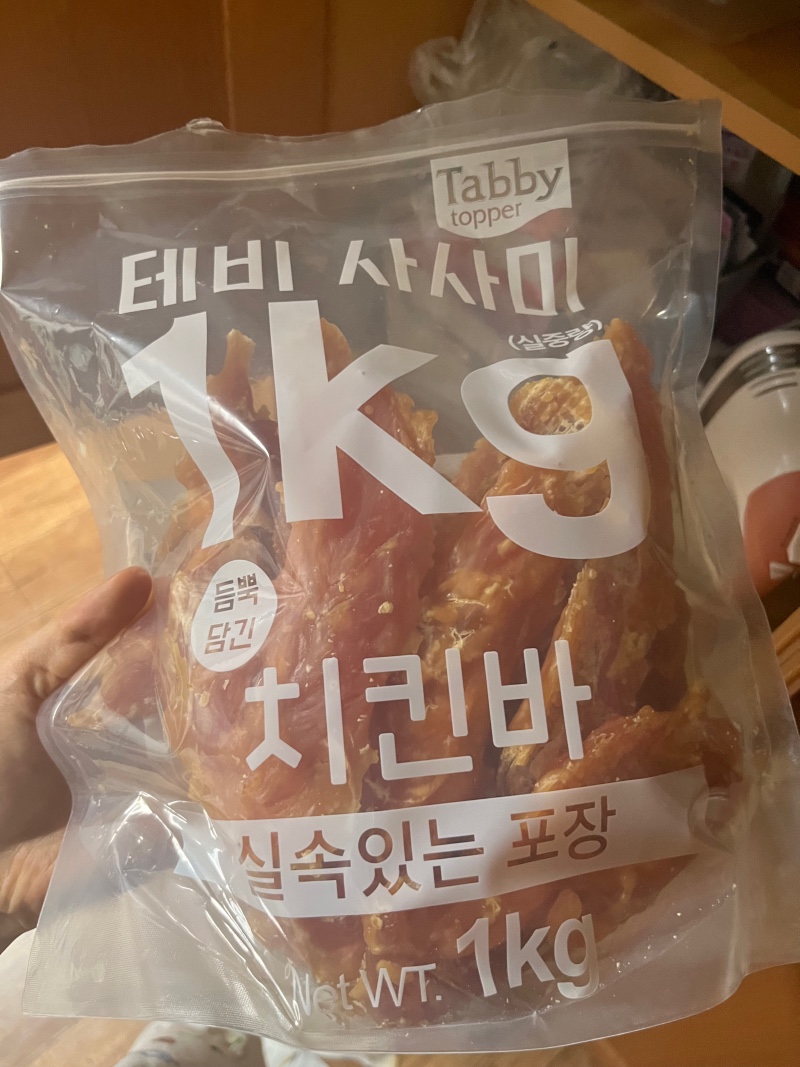 Tabby
topper
테비 사사미
1kg
(실중량)
듬뿍
담긴
치킨바
실속있는 포장
Net WT. 1kg